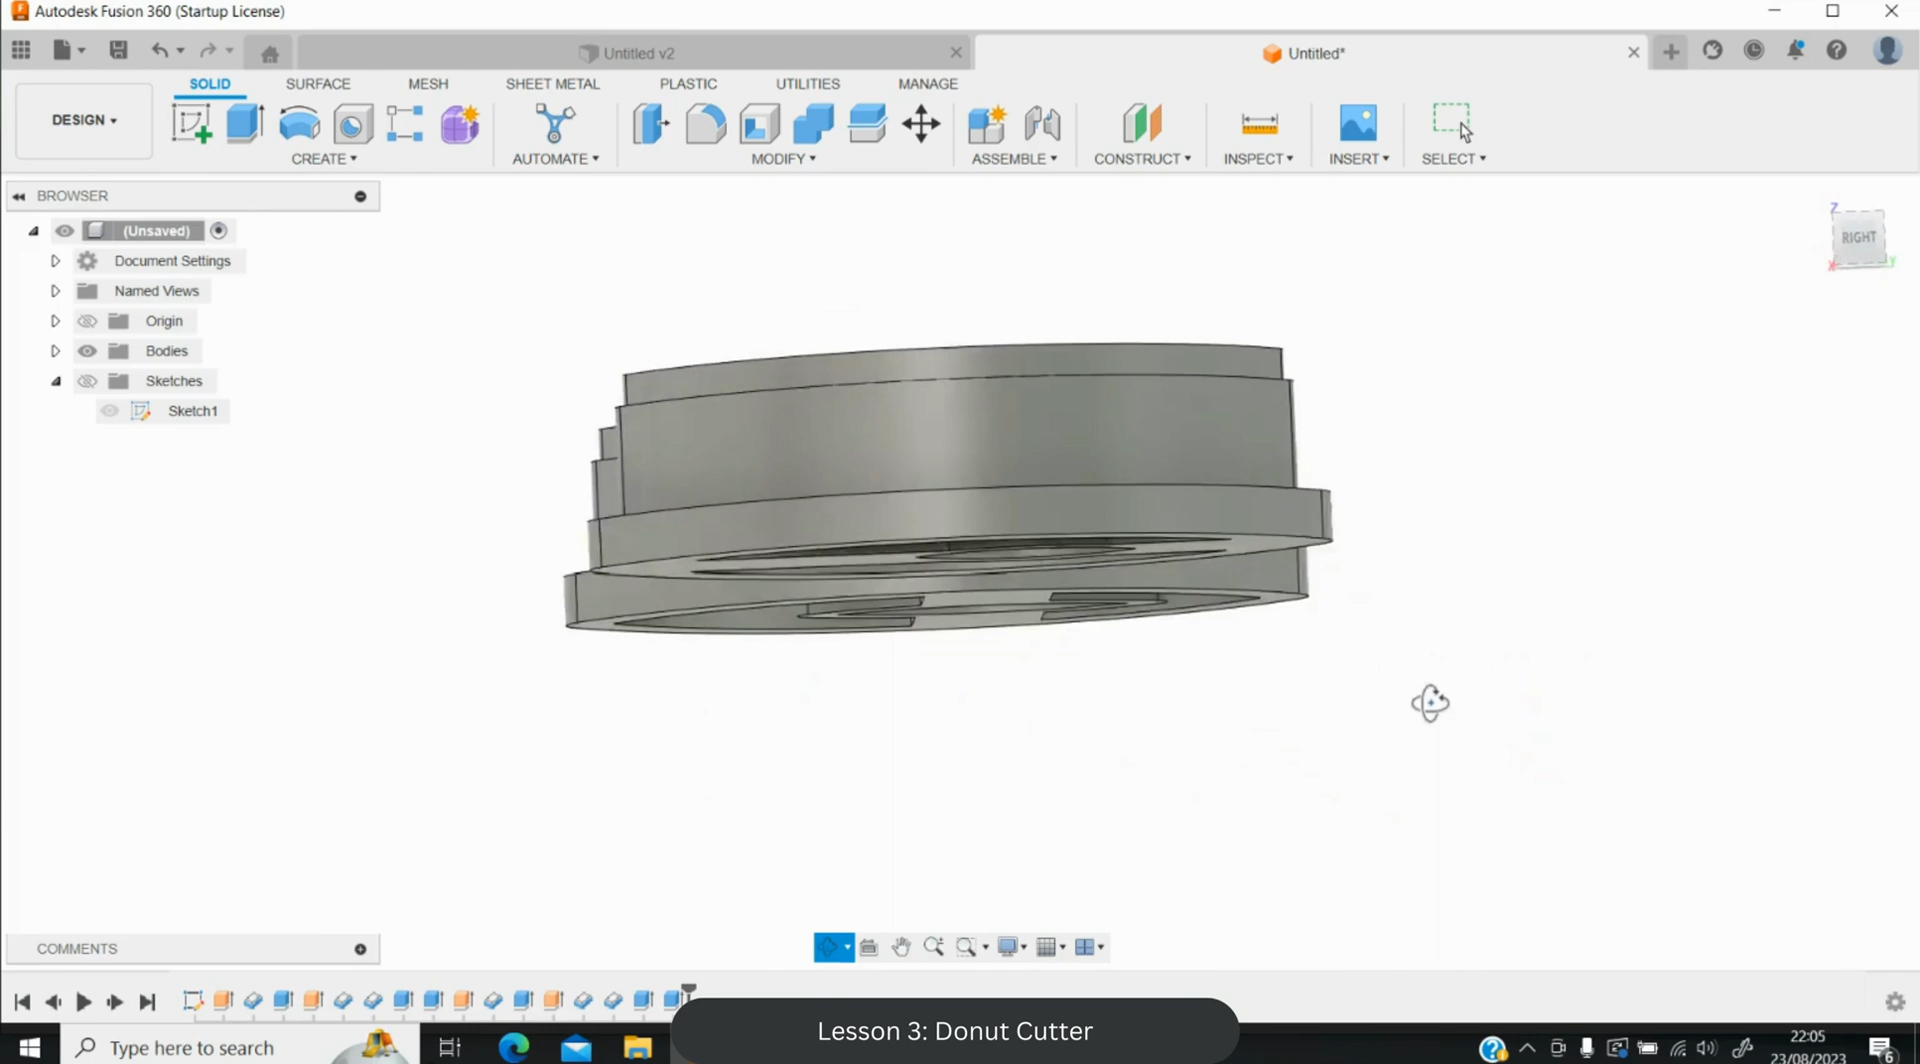 Autodesk Fusion 360 (Startup License)
Untitled v2
Untitled*
SOLID SURFACE MESH SHEET METAL PLASTIC UTILITIES MANAGE
DESIGN
CREATE AUTOMATE MODIFY ASSEMBLE CONSTRUCT INSPECT INSERT SELECT
BROWSER
(Unsaved)
Document Settings
Named Views
Origin
Bodies
Sketches
Sketch1
Z
RIGHT
X
Y
COMMENTS
Lesson 3: Donut Cutter
Type here to search
22:05
23/08/2023
6